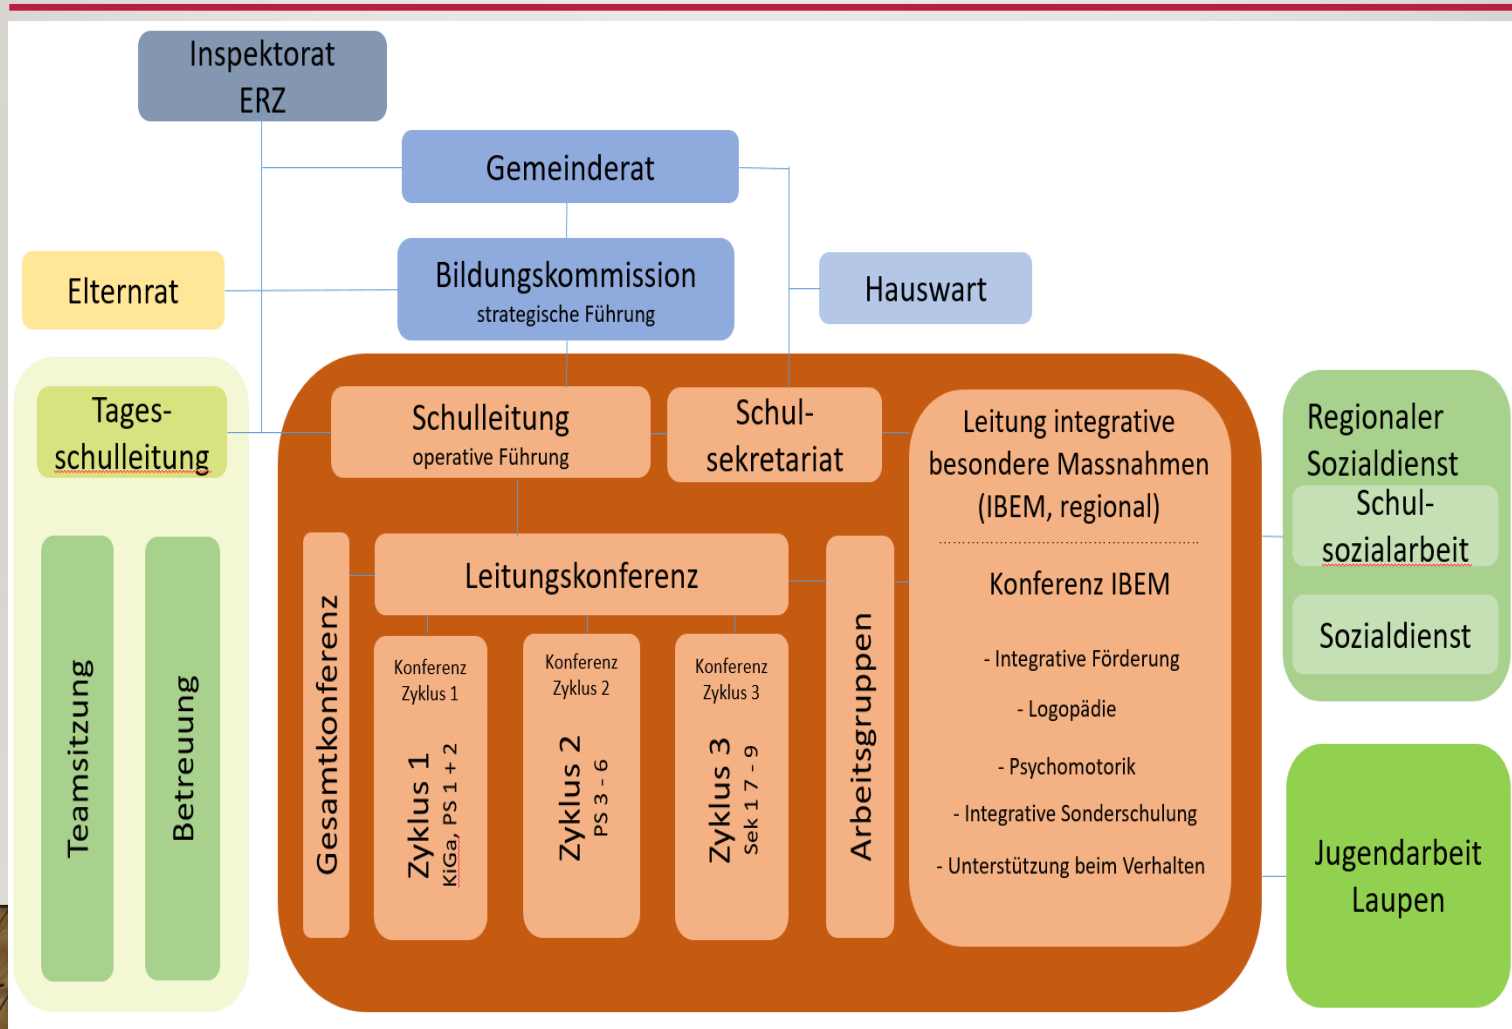 Inspektorat
ERZ
Gemeinderat
Elternrat
Bildungskommission
strategische Führung
Hauswart
Tages-
schulleitung
Teamsitzung
Betreuung
Schulleitung
operative Führung
Schul-
sekretariat
Gesamtkonferenz
Leitungskonferenz
Konferenz
Zyklus 1
Zyklus 1
KiGa, PS 1 + 2
Konferenz
Zyklus 2
Zyklus 2
PS 3 - 6
Konferenz
Zyklus 3
Zyklus 3
Sek 1 7 - 9
Arbeitsgruppen
Leitung integrative
besondere Massnahmen
(IBEM, regional)
Konferenz IBEM
- Integrative Förderung
- Logopädie
- Psychomotorik
- Integrative Sonderschulung
- Unterstützung beim Verhalten
Regionaler
Sozialdienst
Schul-
sozialarbeit
Sozialdienst
Jugendarbeit
Laupen